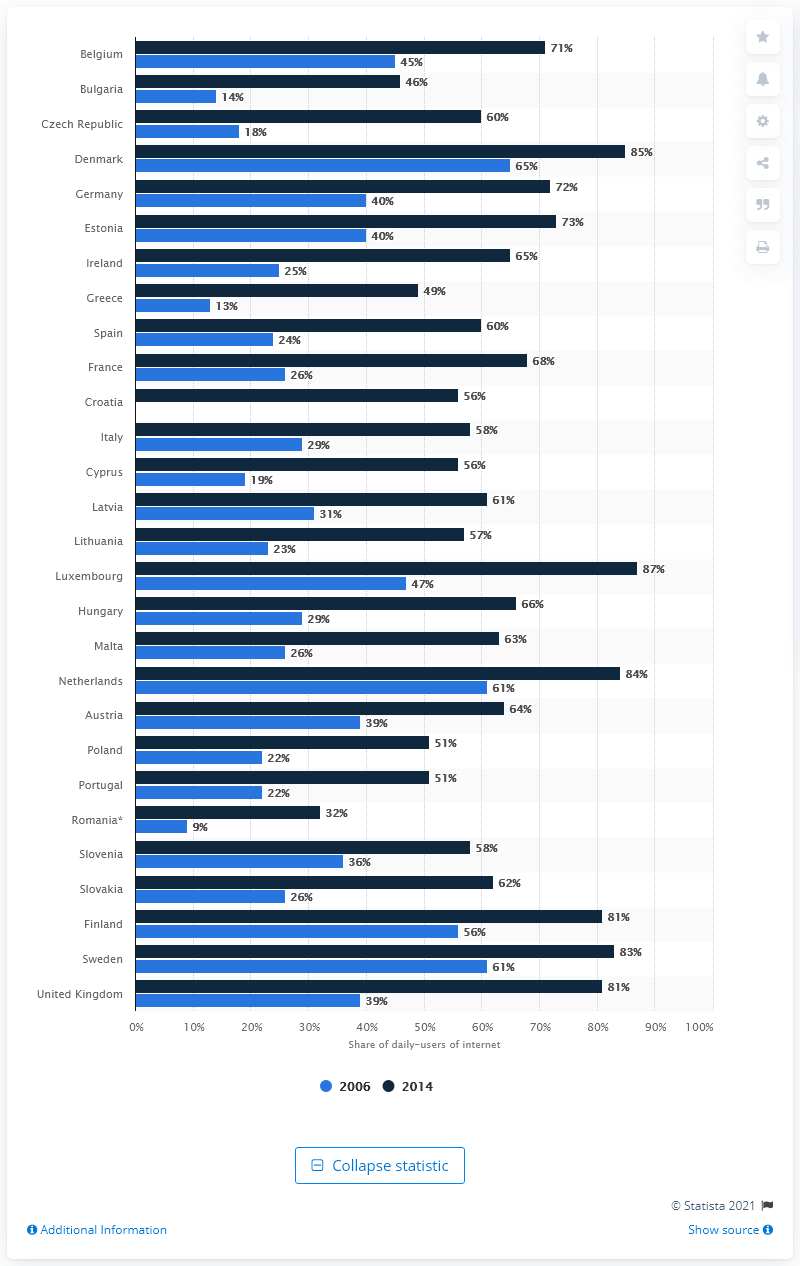 Belgium 71%
45%
Bulgaria 46%
14%
Czech Republic 60%
18%
Denmark 85%
65%
Germany 72%
40%
Estonia 73%
40%
Ireland 65%
25%
Greece 49%
13%
Spain 60%
24%
France 68%
26%
Croatia 56%
Italy 58%
29%
Cyprus 56%
19%
Latvia 61%
31%
Lithuania 57%
23%
Luxembourg 87%
47%
Hungary 66%
29%
Malta 63%
26%
Netherlands 84%
61%
Austria 64%
39%
Poland 51%
22%
Portugal 51%
22%
Romania* 32%
9%
Slovenia 58%
36%
Slovakia 62%
26%
Finland 81%
56%
Sweden 83%
61%
United Kingdom 81%
39%
0% 10% 20% 30% 40% 50% 60% 70% 80% 90% 100%
Share of daily-users of internet
2006 2014
Collapse statistic
© Statista 2021
Additional Information Show source